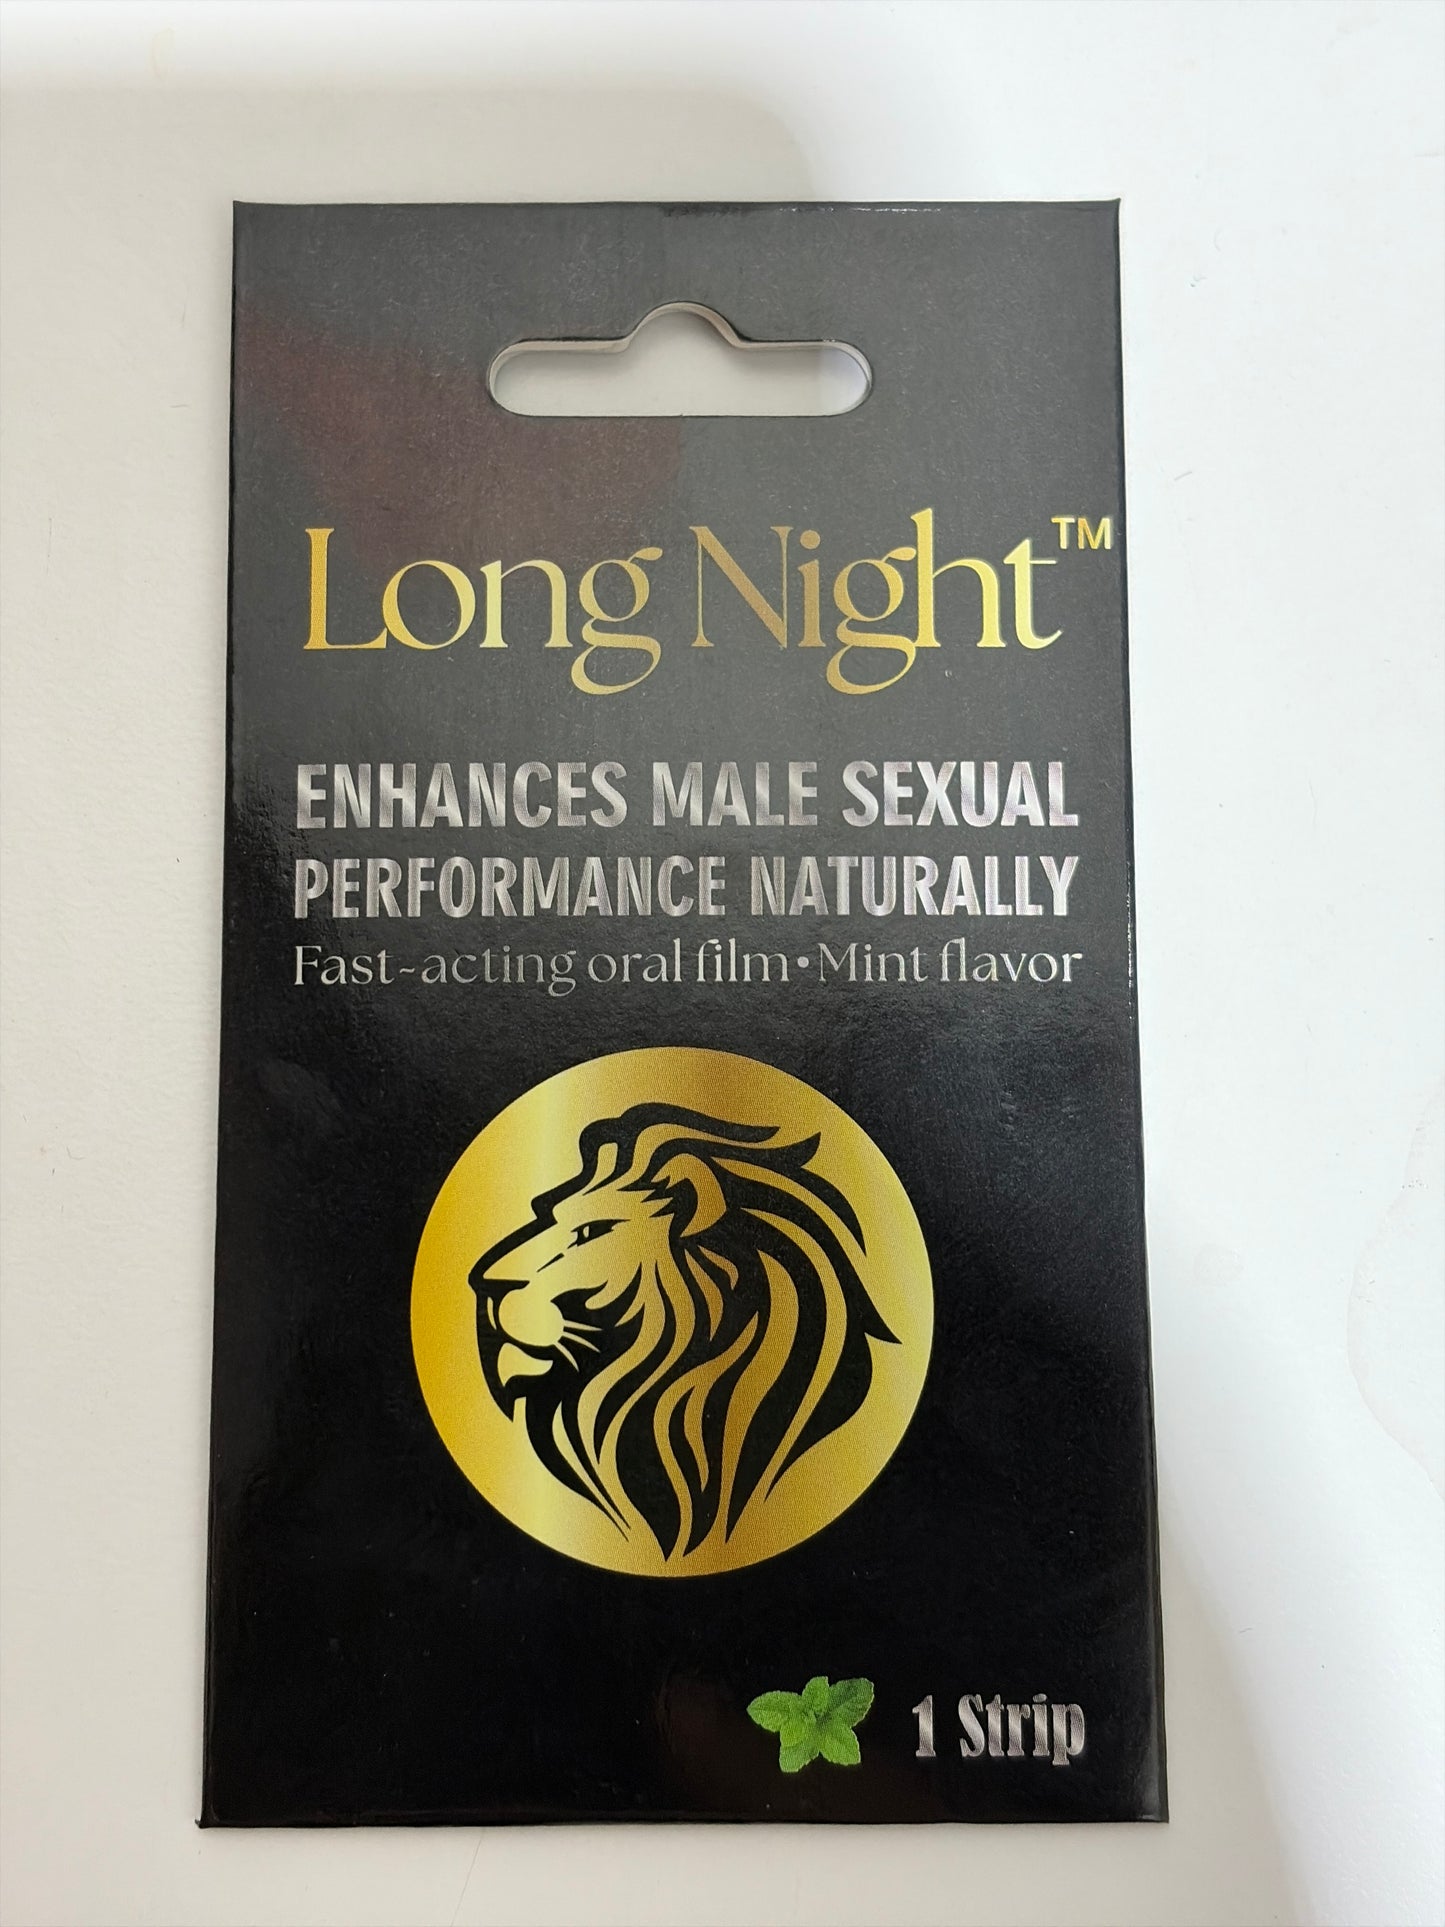 Long Night™
ENHANCES MALE SEXUAL
PERFORMANCE NATURALLY
Fast-acting oral film•Mint flavor
1 Strip